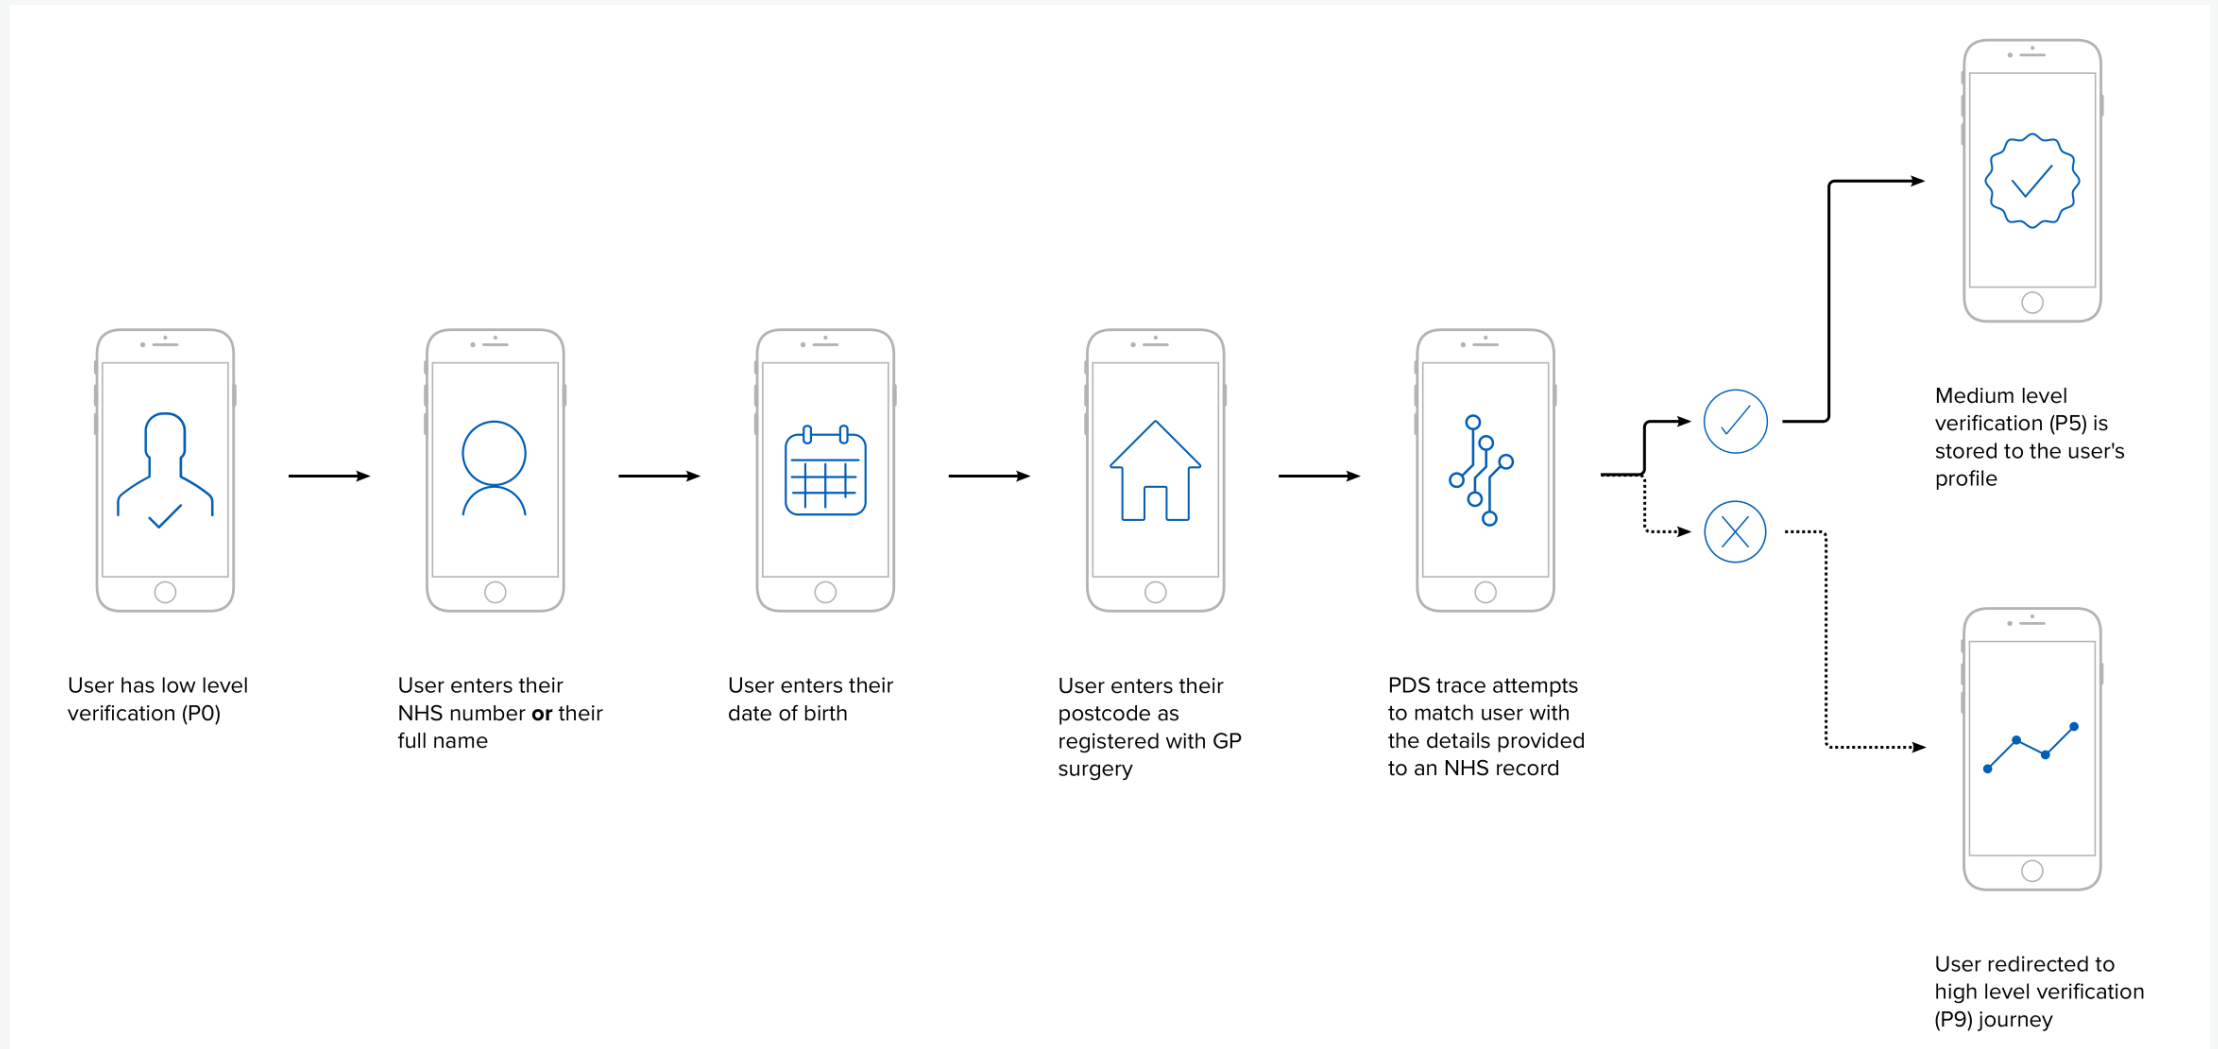 User has low level
verification (P0)
User enters their
NHS number or their
full name
User enters their
date of birth
User enters their
postcode as
registered with GP
surgery
PDS trace attempts
to match user with
the details provided
to an NHS record
Medium level
verification (P5) is
stored to the user's
profile
User redirected to
high level verification
(P9) journey